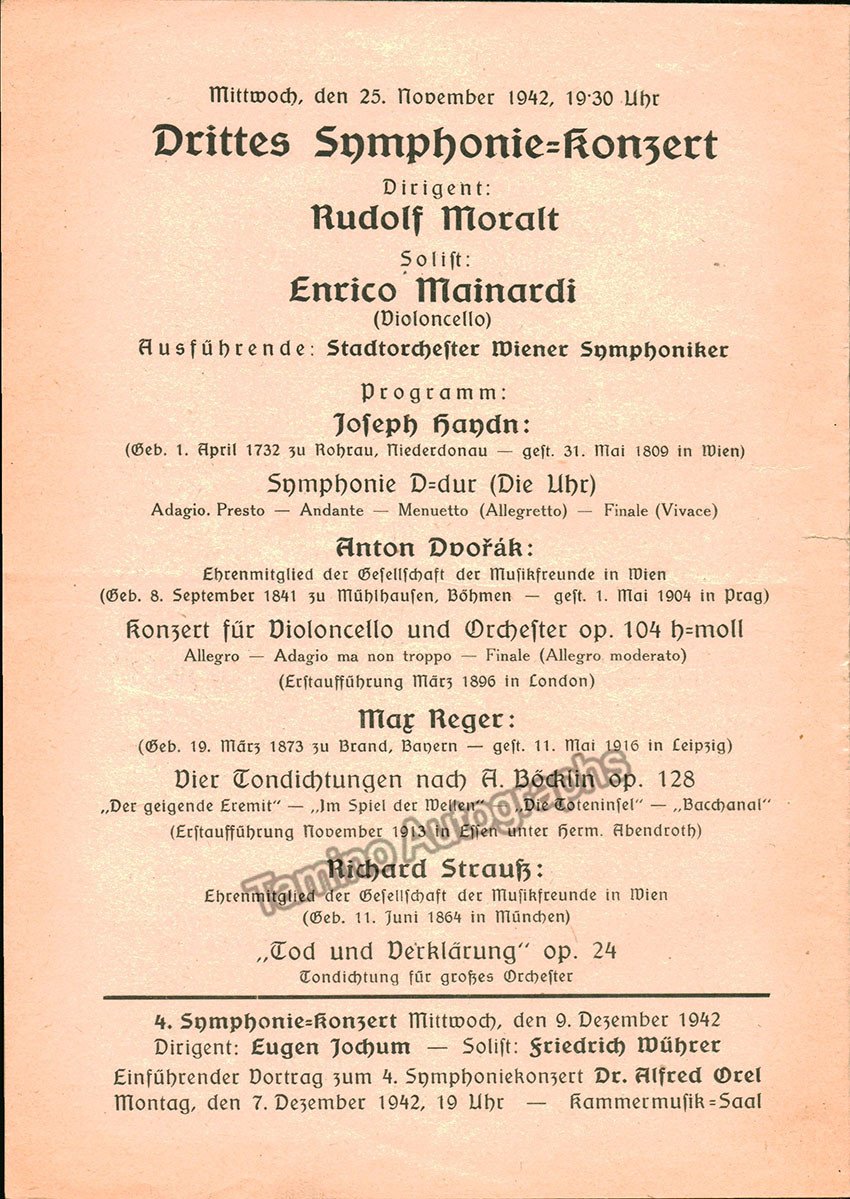 Mittwoch, den 25. November 1942, 19·30 Uhr
Drittes Symphonie=Konzert
Dirigent:
Rudolf Moralt
Solist:
Enrico Mainardi
(Violoncello)
Ausführende: Stadtorchester Wiener Symphoniker
Programm:
Joseph Haydn:
(Geb. 1. April 1732 zu Rohrau, Niederdonau — gest. 31. Mai 1809 in Wien)
Symphonie D=dur (Die Uhr)
Adagio. Presto — Andante — Menuetto (Allegretto) — Finale (Vivace)
Anton Dvořák:
Ehrenmitglied der Gesellschaft der Musikfreunde in Wien
(Geb. 8. September 1841 zu Mühlhausen, Böhmen — gest. 1. Mai 1904 in Prag)
Konzert für Violoncello und Orchester op. 104 h=moll
Allegro — Adagio ma non troppo — Finale (Allegro moderato)
(Erstaufführung März 1896 in London)
Max Reger:
(Geb. 19. März 1873 zu Brand, Bayern — gest. 11. Mai 1916 in Leipzig)
Vier Tondichtungen nach A. Böcklin op. 128
„Der geigende Eremit“ — „Im Spiel der Wellen“ — „Die Toteninsel“ — „Bacchanal“
(Erstaufführung November 1913 in Essen unter Herm. Abendroth)
Tamino Autographs
Richard Strauß:
Ehrenmitglied der Gesellschaft der Musikfreunde in Wien
(Geb. 11. Juni 1864 in München)
„Tod und Verklärung“ op. 24
Tondichtung für großes Orchester
4. Symphonie=Konzert Mittwoch, den 9. Dezember 1942
Dirigent: Eugen Jochum — Solist: Friedrich Wührer
Einführender Vortrag zum 4. Symphoniekonzert Dr. Alfred Orel
Montag, den 7. Dezember 1942, 19 Uhr — Kammermusik=Saal